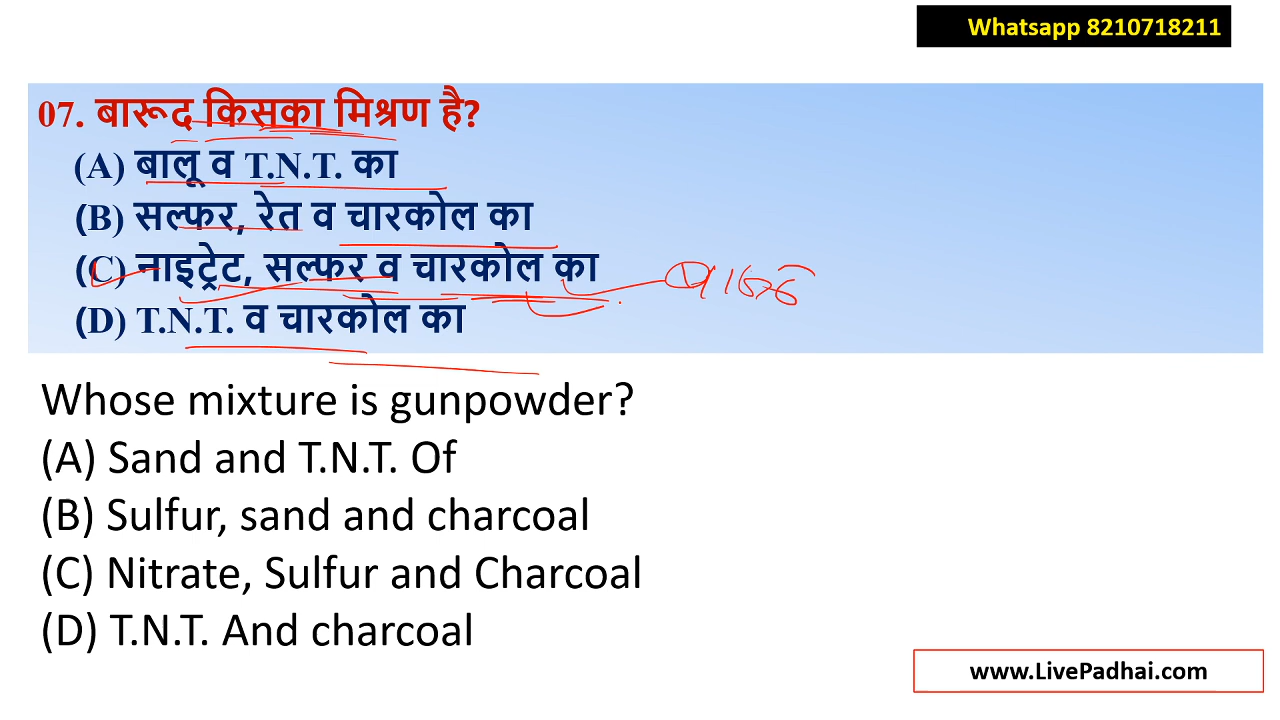 Whatsapp 8210718211
07. बारूद किसका मिश्रण है?
(A) बालू व T.N.T. का
(B) सल्फर, रेत व चारकोल का
(C) नाइट्रेट, सल्फर व चारकोल का
(D) T.N.T. व चारकोल का
Whose mixture is gunpowder?
(A) Sand and T.N.T. Of
(B) Sulfur, sand and charcoal
(C) Nitrate, Sulfur and Charcoal
(D) T.N.T. And charcoal
www.LivePadhai.com